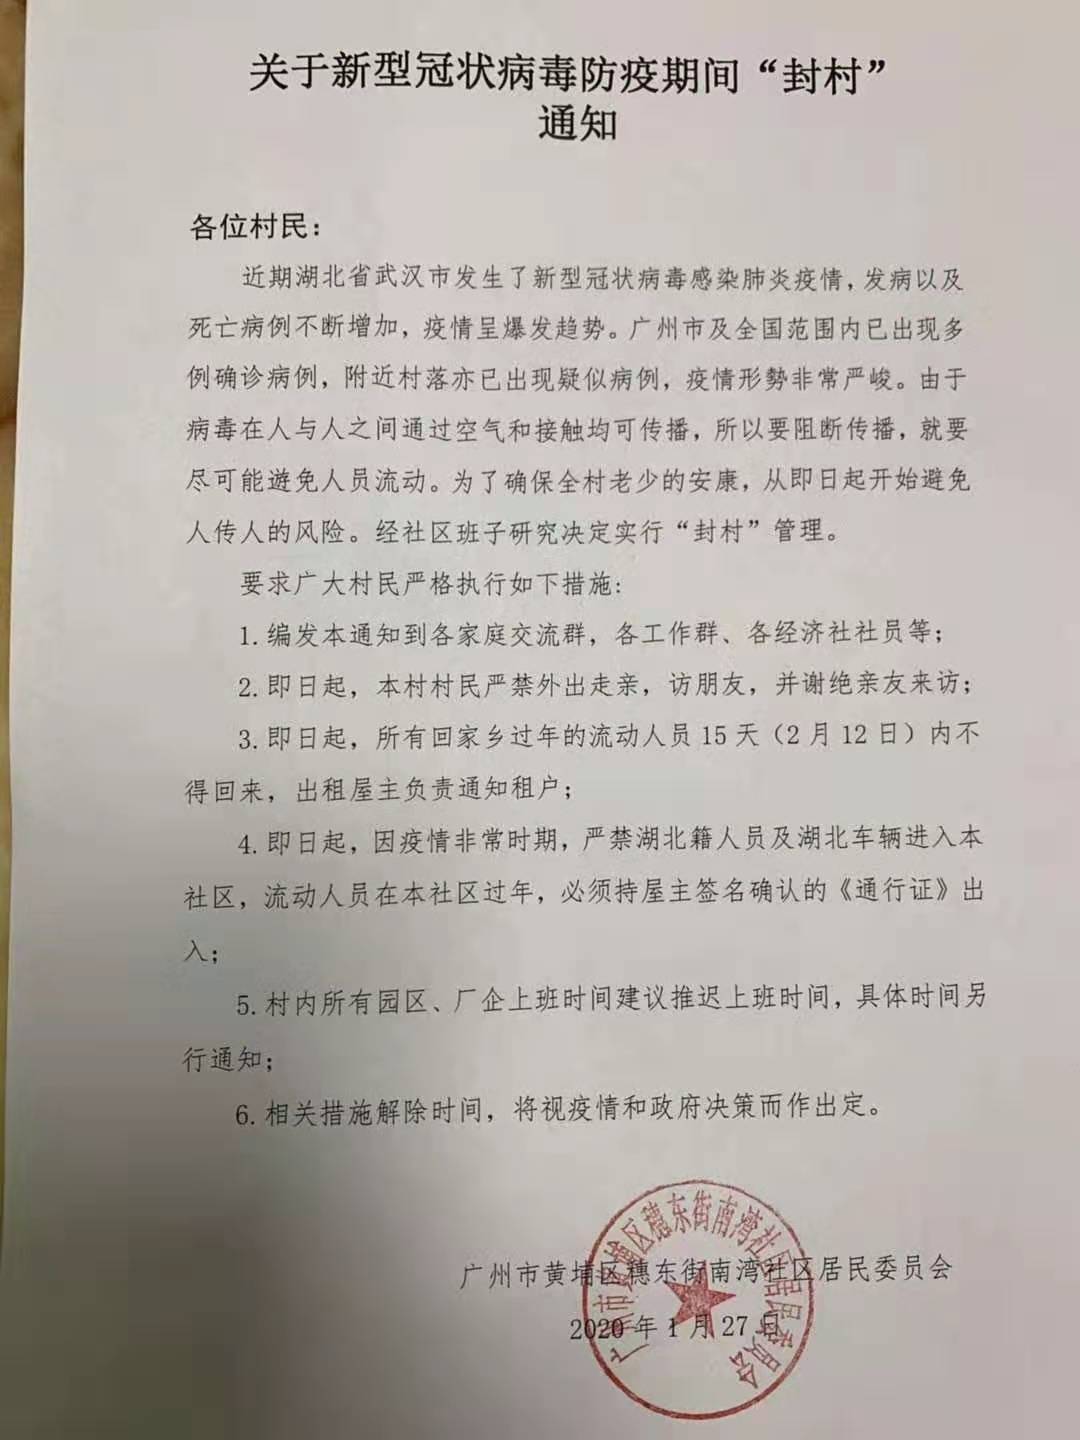 关于新型冠状病毒防疫期间“封村”
通知
各位村民：
近期湖北省武汉市发生了新型冠状病毒感染肺炎疫情，发病以及
死亡病例不断增加，疫情呈爆发趋势。广州市及全国范围内已出现多
例确诊病例，附近村落亦已出现疑似病例，疫情形势非常严峻。由于
病毒在人与人之间通过空气和接触均可传播，所以要阻断传播，就要
尽可能避免人员流动。为了确保全村老少的安康，从即日起开始避免
人传人的风险。经社区班子研究决定实行“封村”管理。
要求广大村民严格执行如下措施：
1.编发本通知到各家庭交流群，各工作群、各经济社社员等；
2.即日起，本村村民严禁外出走亲，访朋友，并谢绝亲友来访；
3.即日起，所有回家乡过年的流动人员15天（2月12日）内不
得回来，出租屋主负责通知租户；
4.即日起，因疫情非常时期，严禁湖北籍人员及湖北车辆进入本
社区，流动人员在本社区过年，必须持屋主签名确认的《通行证》出
入；
5.村内所有园区、厂企上班时间建议推迟上班时间，具体时间另
行通知；
6.相关措施解除时间，将视疫情和政府决策而作出定。
广州市黄埔区穗东街南湾社区居民委员会
2020年1月27日
广州市黄埔区穗东街南湾社区居民委员会